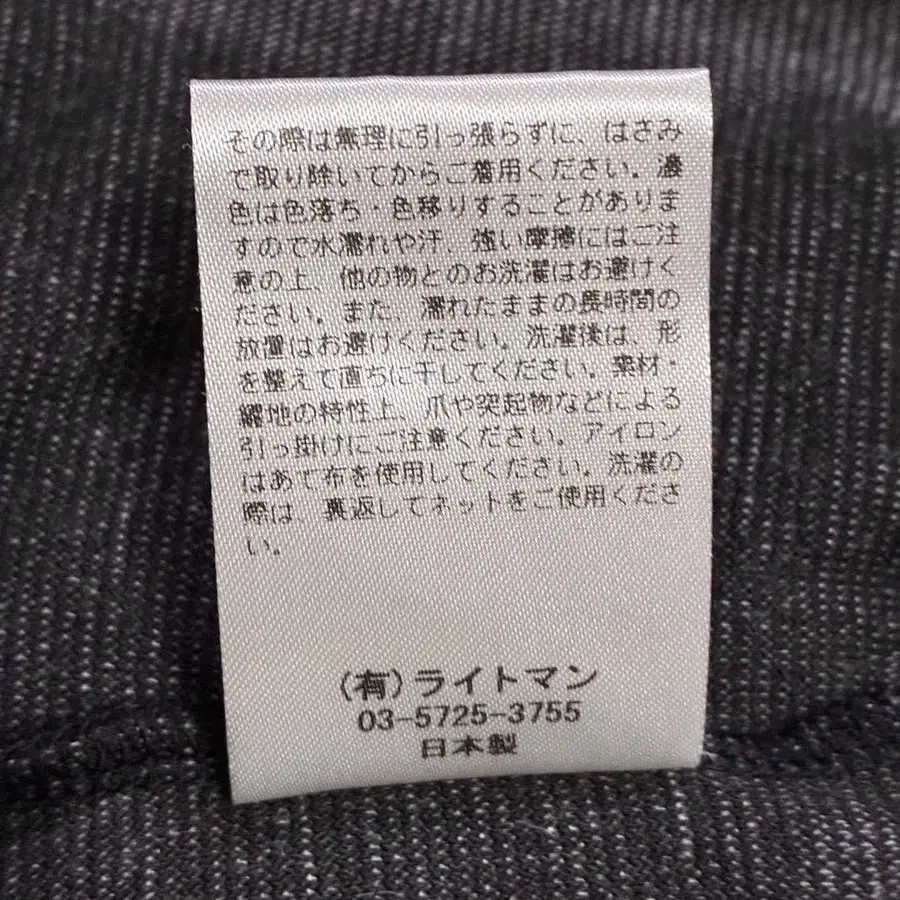 その際は無理に引っ張らずに、はさみ
で取り除いてからご着用ください。濃
色は色落ち・色移りすることがありま
すので水濡れや汗、強い摩擦にはご注
意の上、他の物とのお洗濯はお避けく
ださい。また、濡れたままの長時間の
放置はお避けください。洗濯後は、形
を整えて直ちに干してください。素材・
編地の特性上、爪や突起物などによる
引っ掛けにご注意ください。アイロン
はあて布を使用してください。洗濯の
際は、裏返してネットをご使用くださ
い。
(有)ライトマン
03-5725-3755
日本製